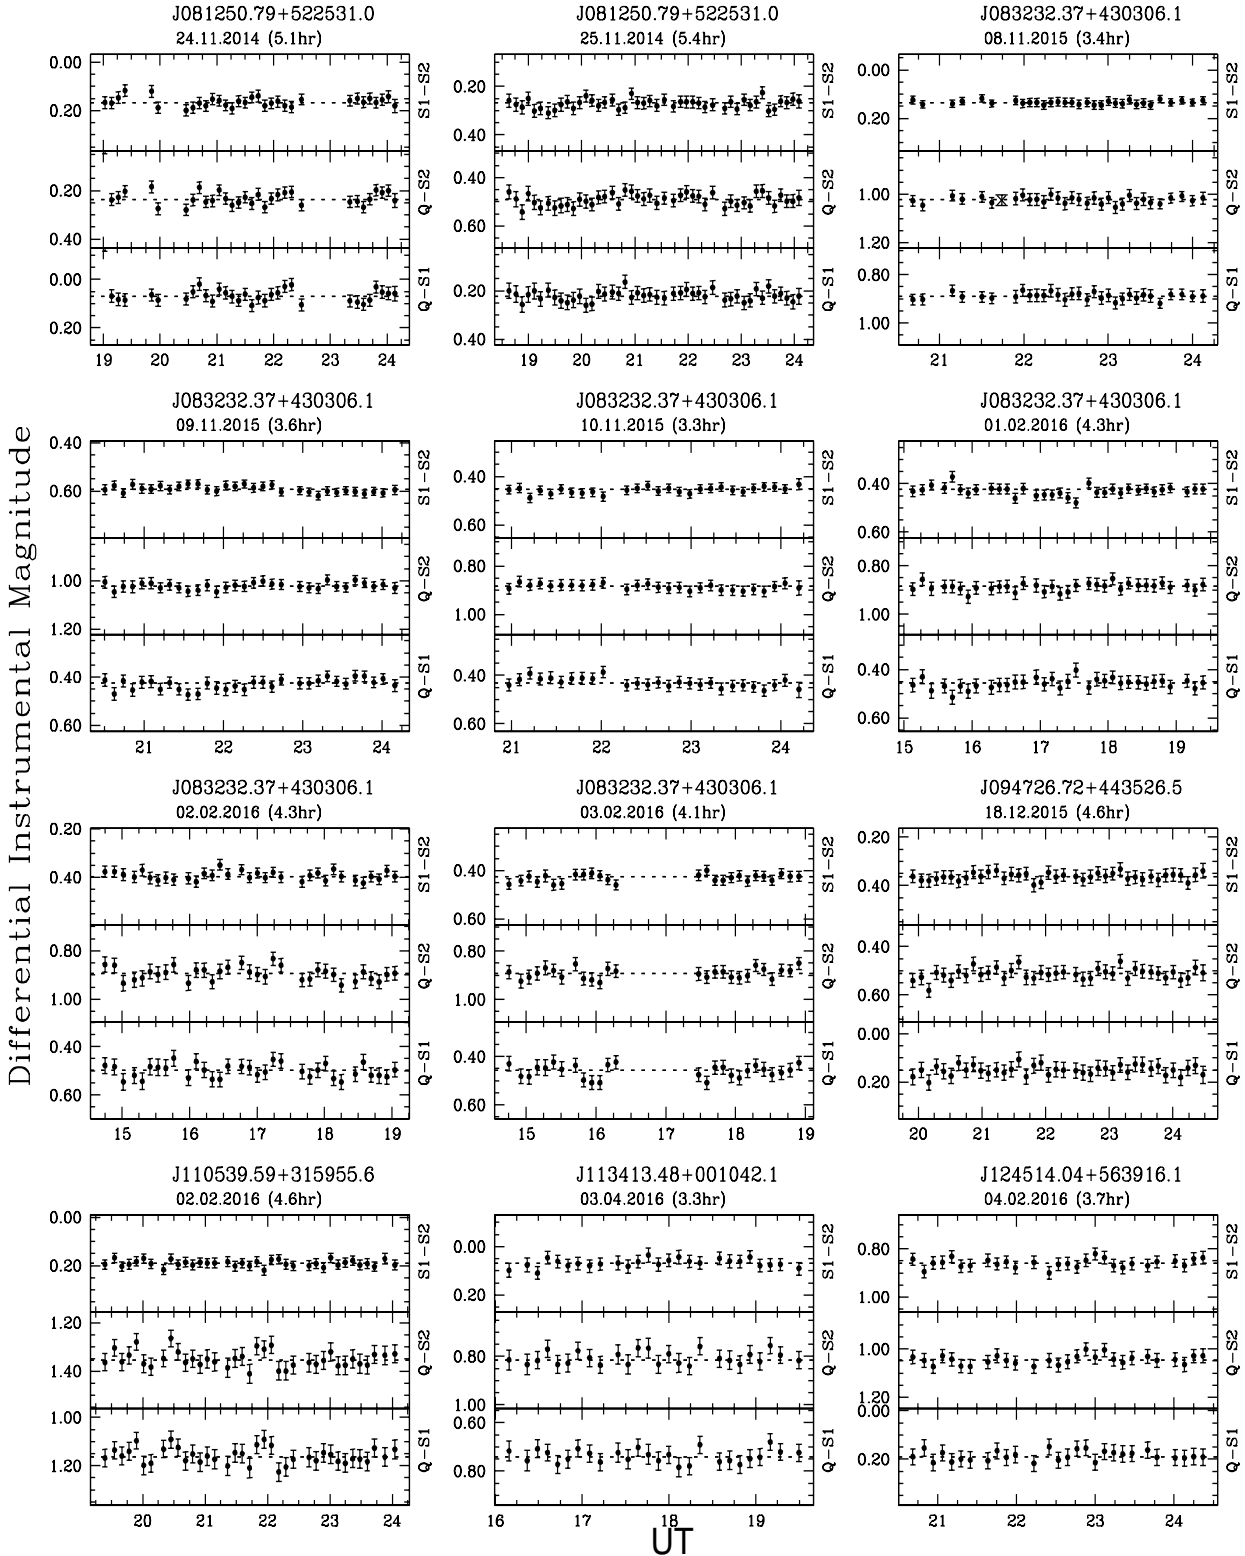 Differential Instrumental Magnitude
J081250.79+522531.0
24.11.2014 (5.1hr)
0.00
0.20
S1-S2
0.20
0.40
Q-S2
0.00
0.20
Q-S1
19 20 21 22 23 24
J081250.79+522531.0
25.11.2014 (5.4hr)
0.20
0.40
S1-S2
0.40
0.60
Q-S2
0.20
0.40
Q-S1
19 20 21 22 23 24
J083232.37+430306.1
08.11.2015 (3.4hr)
0.00
0.20
S1-S2
1.00
1.20
Q-S2
0.80
1.00
Q-S1
21 22 23 24
J083232.37+430306.1
09.11.2015 (3.6hr)
0.40
0.60
S1-S2
1.00
1.20
Q-S2
0.40
0.60
Q-S1
21 22 23 24
J083232.37+430306.1
10.11.2015 (3.3hr)
0.40
0.60
S1-S2
0.80
1.00
Q-S2
0.40
0.60
Q-S1
21 22 23 24
J083232.37+430306.1
01.02.2016 (4.3hr)
0.40
0.60
S1-S2
0.80
1.00
Q-S2
0.40
0.60
Q-S1
15 16 17 18 19
J083232.37+430306.1
02.02.2016 (4.3hr)
0.20
0.40
S1-S2
0.80
1.00
Q-S2
0.40
0.60
Q-S1
15 16 17 18 19
J083232.37+430306.1
03.02.2016 (4.1hr)
0.40
0.60
S1-S2
0.80
1.00
Q-S2
0.40
0.60
Q-S1
15 16 17 18 19
J094726.72+443526.5
18.12.2015 (4.6hr)
0.20
0.40
S1-S2
0.40
0.60
Q-S2
0.00
0.20
Q-S1
20 21 22 23 24
J110539.59+315955.6
02.02.2016 (4.6hr)
0.00
0.20
S1-S2
1.20
1.40
Q-S2
1.00
1.20
Q-S1
20 21 22 23 24
J113413.48+001042.1
03.04.2016 (3.3hr)
0.00
0.20
S1-S2
0.80
1.00
Q-S2
0.60
0.80
Q-S1
16 17 18 19
J124514.04+563916.1
04.02.2016 (3.7hr)
0.80
1.00
S1-S2
1.00
1.20
Q-S2
0.00
0.20
Q-S1
21 22 23 24
UT